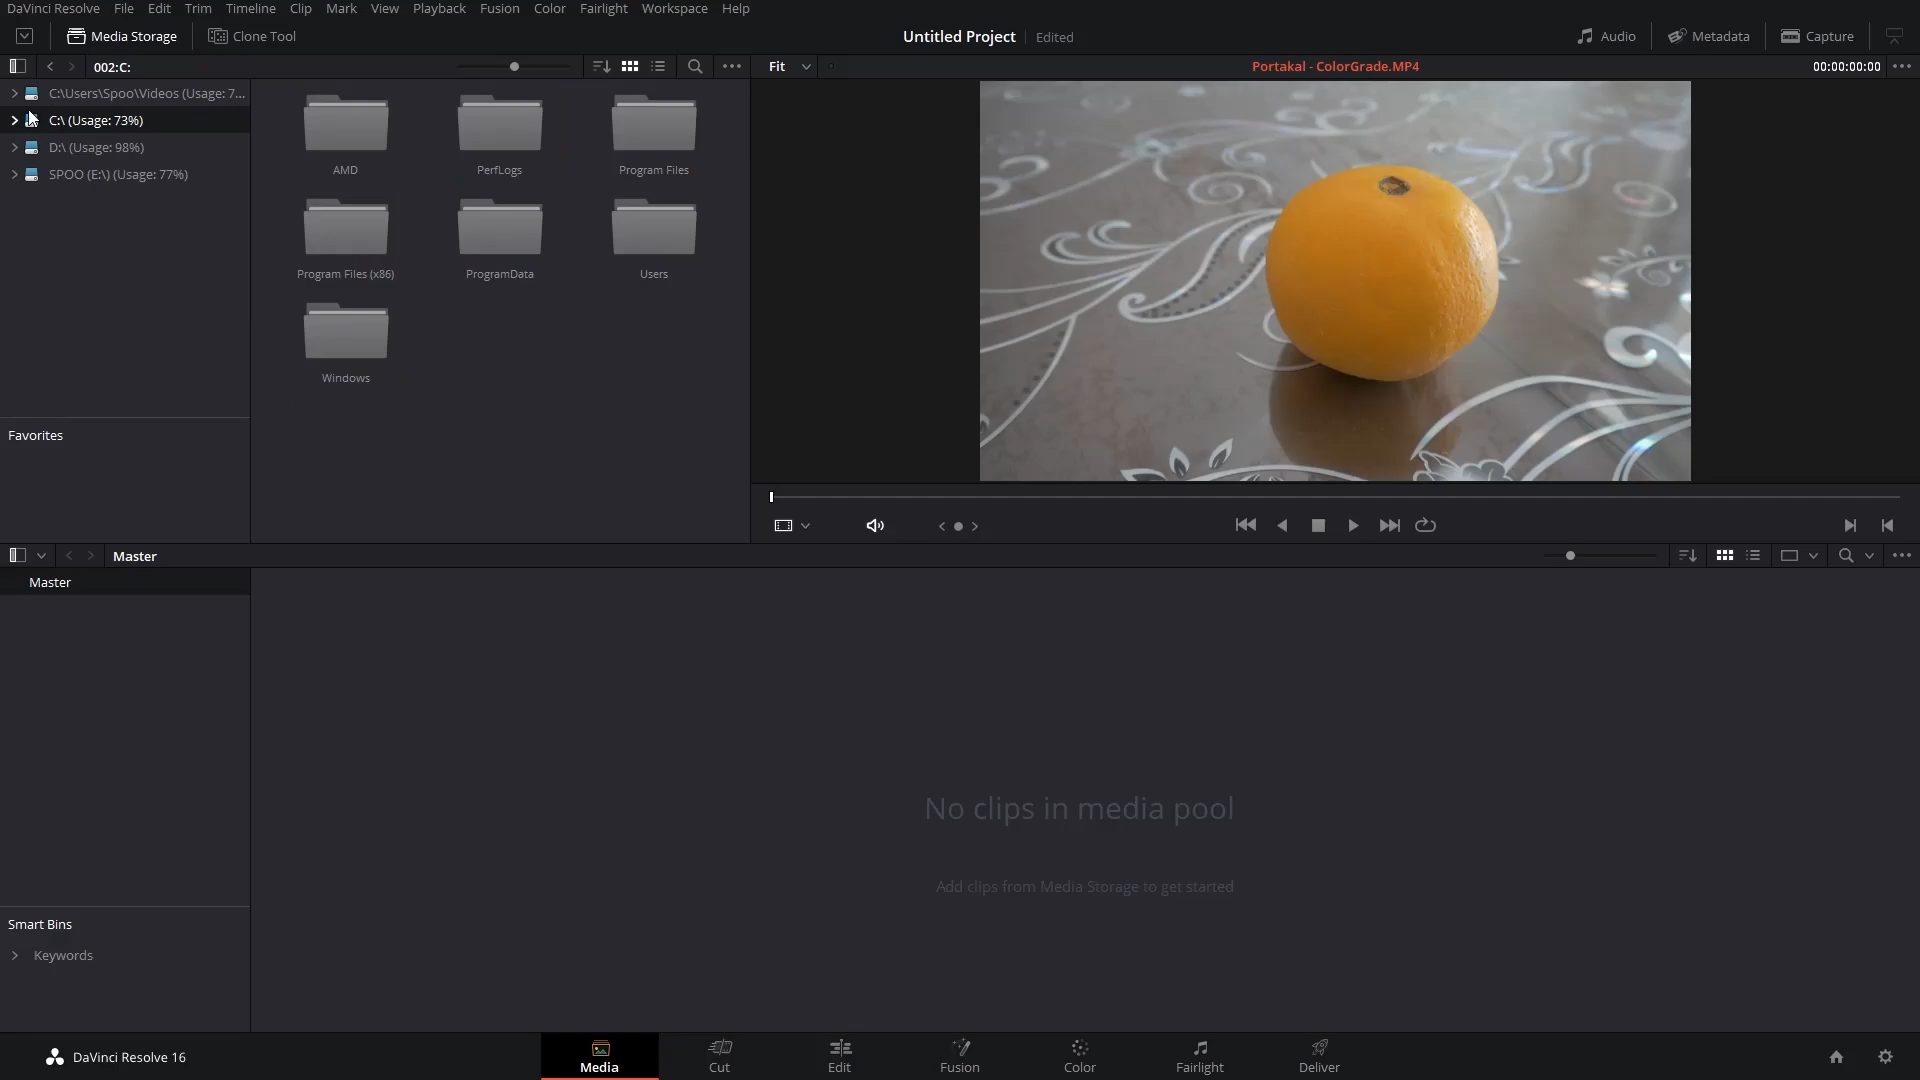 DaVinci Resolve File Edit Trim Timeline Clip Mark View Playback Fusion Color Fairlight Workspace Help
Media Storage Clone Tool Untitled Project Edited Audio Metadata Capture
002:C: Fit Portakal - ColorGrade.MP4 00:00:00:00
C:\Users\Spoo\Videos (Usage: 7...
C:\ (Usage: 73%)
D:\ (Usage: 98%)
SPOO (E:\) (Usage: 77%)
AMD PerfLogs Program Files
Program Files (x86) ProgramData Users
Windows
Favorites
Master
Master
No clips in media pool
Add clips from Media Storage to get started
Smart Bins
Keywords
DaVinci Resolve 16
Media Cut Edit Fusion Color Fairlight Deliver